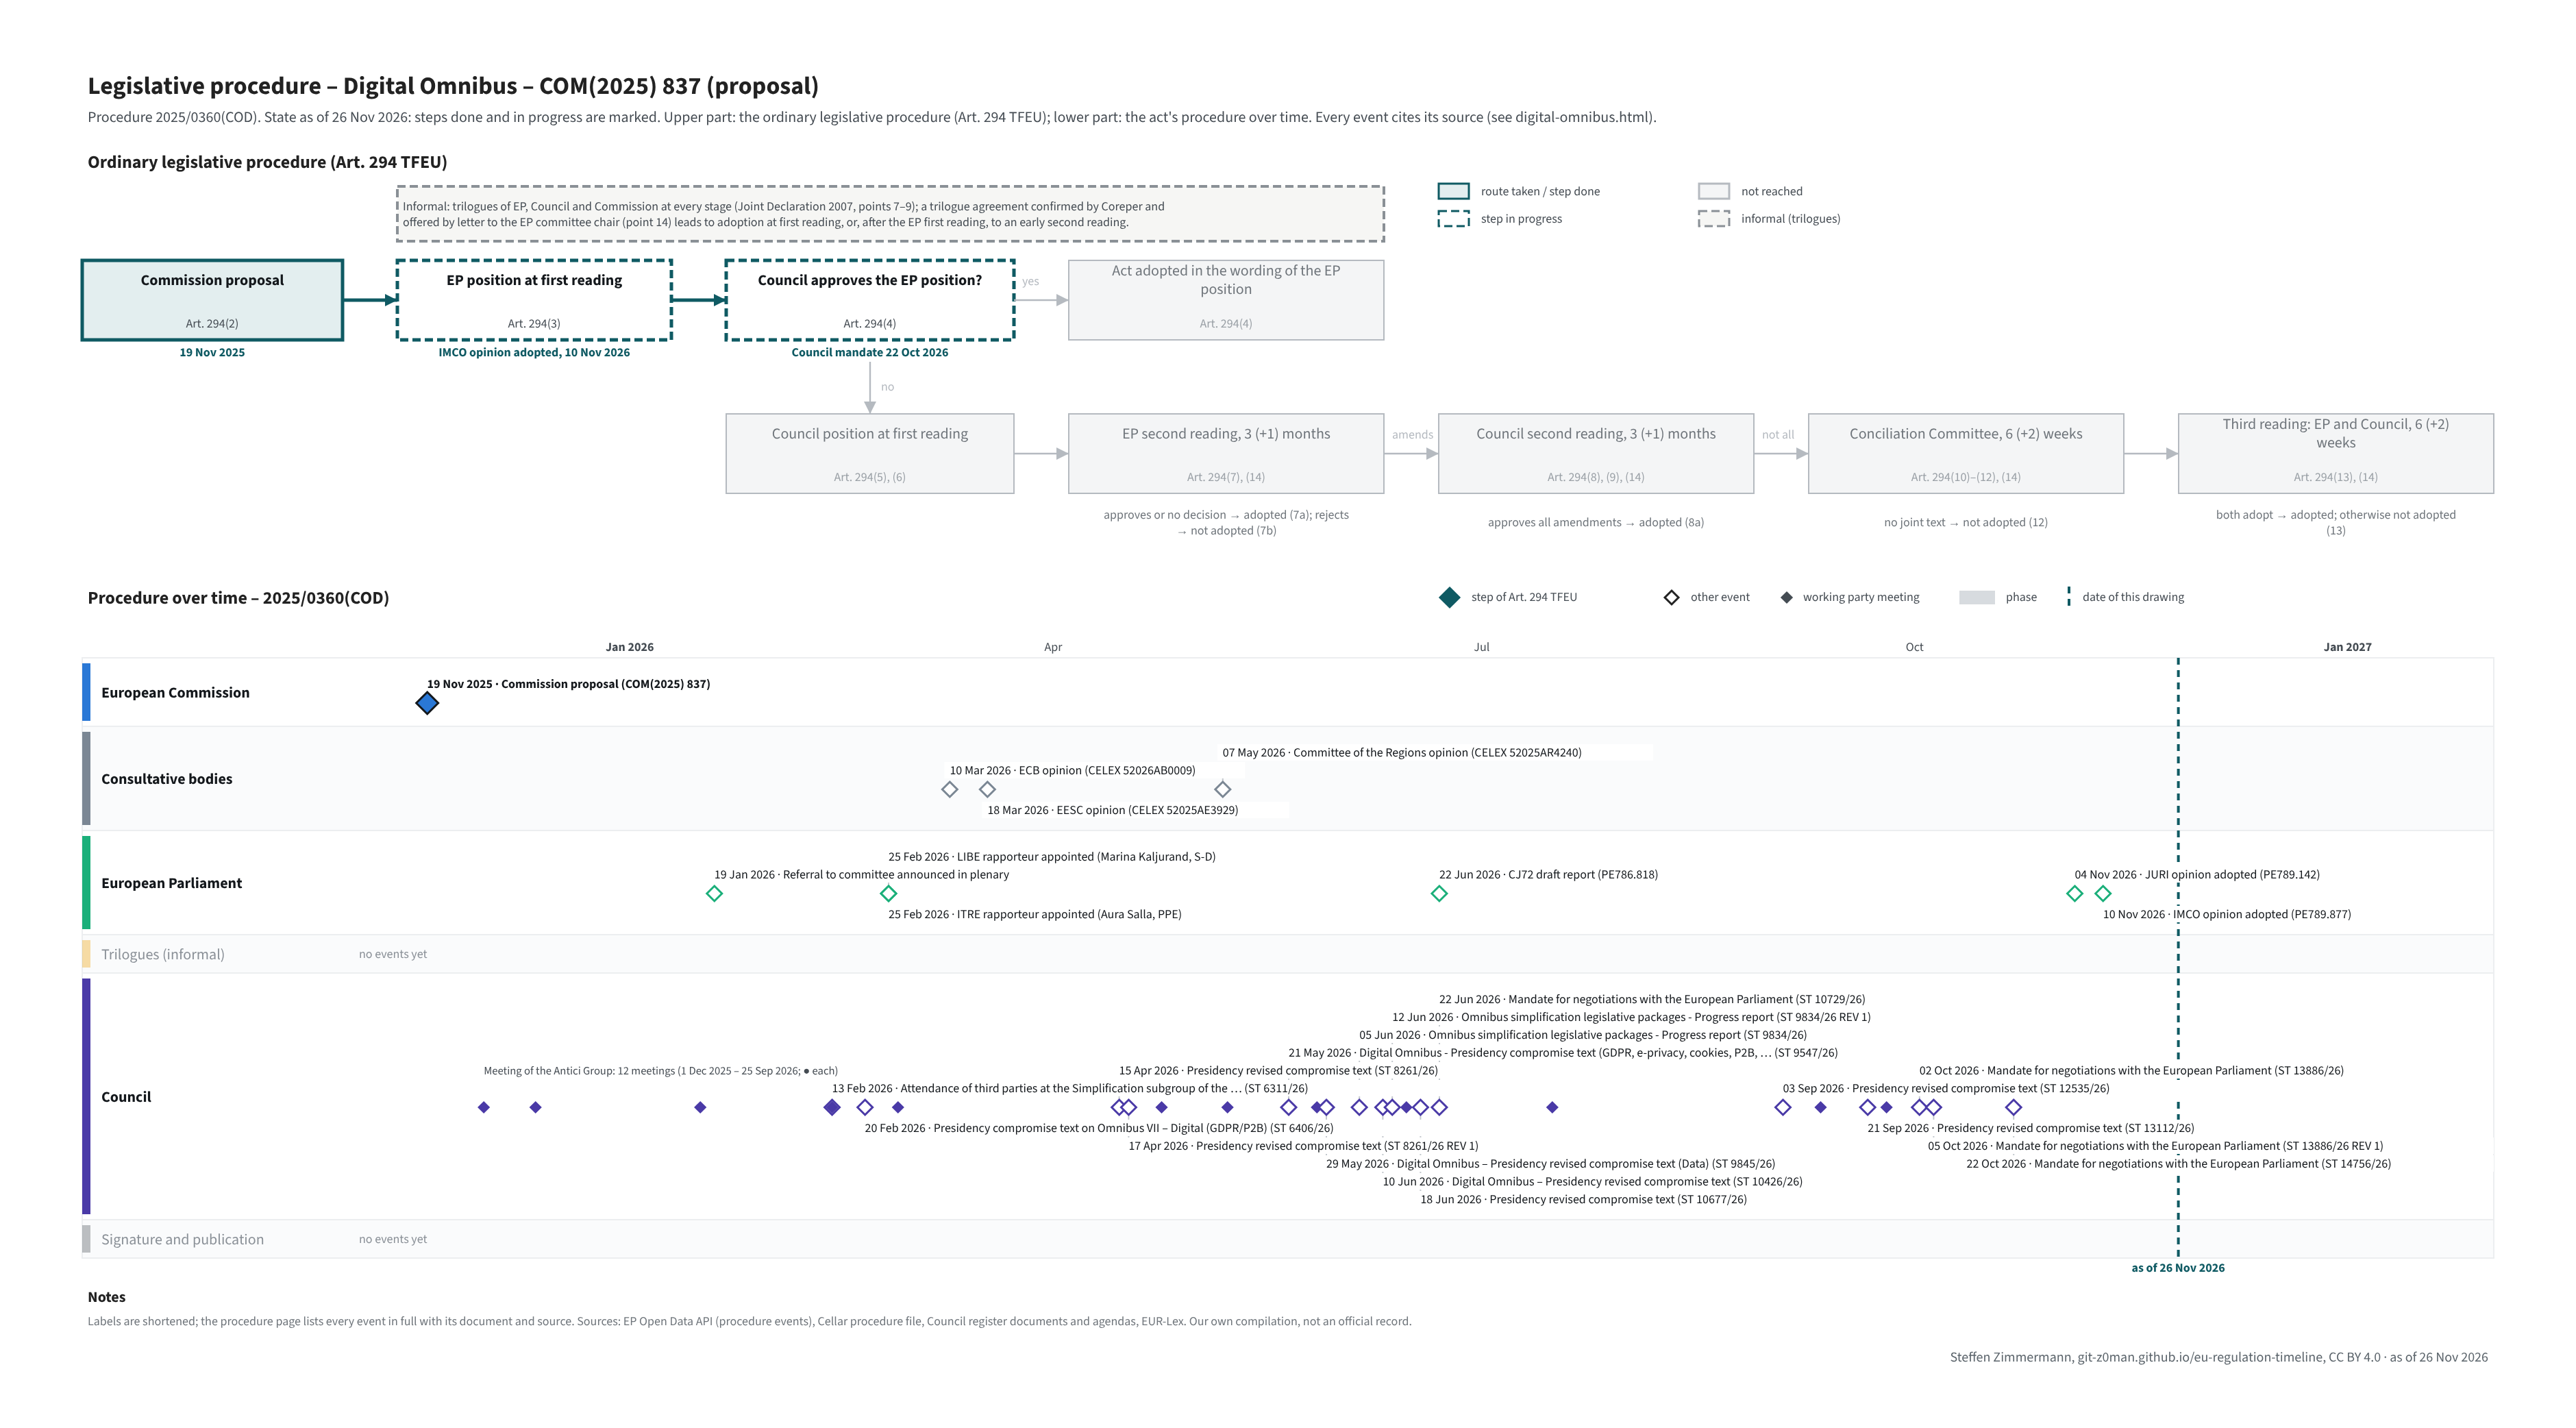 Legislative procedure – Digital Omnibus – COM(2025) 837 (proposal)
Procedure 2025/0360(COD). State as of 26 Nov 2026: steps done and in progress are marked. Upper part: the ordinary legislative procedure (Art. 294 TFEU); lower part: the act's procedure over time. Every event cites its source (see digital-omnibus.html).
Ordinary legislative procedure (Art. 294 TFEU)
Informal: trilogues of EP, Council and Commission at every stage (Joint Declaration 2007, points 7–9); a trilogue agreement confirmed by Coreper and
offered by letter to the EP committee chair (point 14) leads to adoption at first reading, or, after the EP first reading, to an early second reading.
route taken / step done
not reached
step in progress
informal (trilogues)
Commission proposal
Art. 294(2)
19 Nov 2025
EP position at first reading
Art. 294(3)
IMCO opinion adopted, 10 Nov 2026
Council approves the EP position?
Art. 294(4)
Council mandate 22 Oct 2026
yes
Act adopted in the wording of the EP
position
Art. 294(4)
no
Council position at first reading
Art. 294(5), (6)
EP second reading, 3 (+1) months
Art. 294(7), (14)
approves or no decision → adopted (7a); rejects
→ not adopted (7b)
amends
Council second reading, 3 (+1) months
Art. 294(8), (9), (14)
approves all amendments → adopted (8a)
not all
Conciliation Committee, 6 (+2) weeks
Art. 294(10)–(12), (14)
no joint text → not adopted (12)
Third reading: EP and Council, 6 (+2)
weeks
Art. 294(13), (14)
both adopt → adopted; otherwise not adopted
(13)
Procedure over time – 2025/0360(COD)
step of Art. 294 TFEU
other event
working party meeting
phase
date of this drawing
Jan 2026
Apr
Jul
Oct
Jan 2027
European Commission
19 Nov 2025 · Commission proposal (COM(2025) 837)
Consultative bodies
07 May 2026 · Committee of the Regions opinion (CELEX 52025AR4240)
10 Mar 2026 · ECB opinion (CELEX 52026AB0009)
18 Mar 2026 · EESC opinion (CELEX 52025AE3929)
European Parliament
25 Feb 2026 · LIBE rapporteur appointed (Marina Kaljurand, S-D)
19 Jan 2026 · Referral to committee announced in plenary
22 Jun 2026 · CJ72 draft report (PE786.818)
04 Nov 2026 · JURI opinion adopted (PE789.142)
25 Feb 2026 · ITRE rapporteur appointed (Aura Salla, PPE)
10 Nov 2026 · IMCO opinion adopted (PE789.877)
Trilogues (informal)
no events yet
Council
22 Jun 2026 · Mandate for negotiations with the European Parliament (ST 10729/26)
12 Jun 2026 · Omnibus simplification legislative packages - Progress report (ST 9834/26 REV 1)
05 Jun 2026 · Omnibus simplification legislative packages - Progress report (ST 9834/26)
21 May 2026 · Digital Omnibus - Presidency compromise text (GDPR, e-privacy, cookies, P2B, … (ST 9547/26)
Meeting of the Antici Group: 12 meetings (1 Dec 2025 – 25 Sep 2026; ● each)
15 Apr 2026 · Presidency revised compromise text (ST 8261/26)
02 Oct 2026 · Mandate for negotiations with the European Parliament (ST 13886/26)
13 Feb 2026 · Attendance of third parties at the Simplification subgroup of the … (ST 6311/26)
03 Sep 2026 · Presidency revised compromise text (ST 12535/26)
20 Feb 2026 · Presidency compromise text on Omnibus VII – Digital (GDPR/P2B) (ST 6406/26)
21 Sep 2026 · Presidency revised compromise text (ST 13112/26)
17 Apr 2026 · Presidency revised compromise text (ST 8261/26 REV 1)
05 Oct 2026 · Mandate for negotiations with the European Parliament (ST 13886/26 REV 1)
29 May 2026 · Digital Omnibus – Presidency revised compromise text (Data) (ST 9845/26)
22 Oct 2026 · Mandate for negotiations with the European Parliament (ST 14756/26)
10 Jun 2026 · Digital Omnibus – Presidency revised compromise text (ST 10426/26)
18 Jun 2026 · Presidency revised compromise text (ST 10677/26)
Signature and publication
no events yet
as of 26 Nov 2026
Notes
Labels are shortened; the procedure page lists every event in full with its document and source. Sources: EP Open Data API (procedure events), Cellar procedure file, Council register documents and agendas, EUR-Lex. Our own compilation, not an official record.
Steffen Zimmermann, git-z0man.github.io/eu-regulation-timeline, CC BY 4.0 · as of 26 Nov 2026